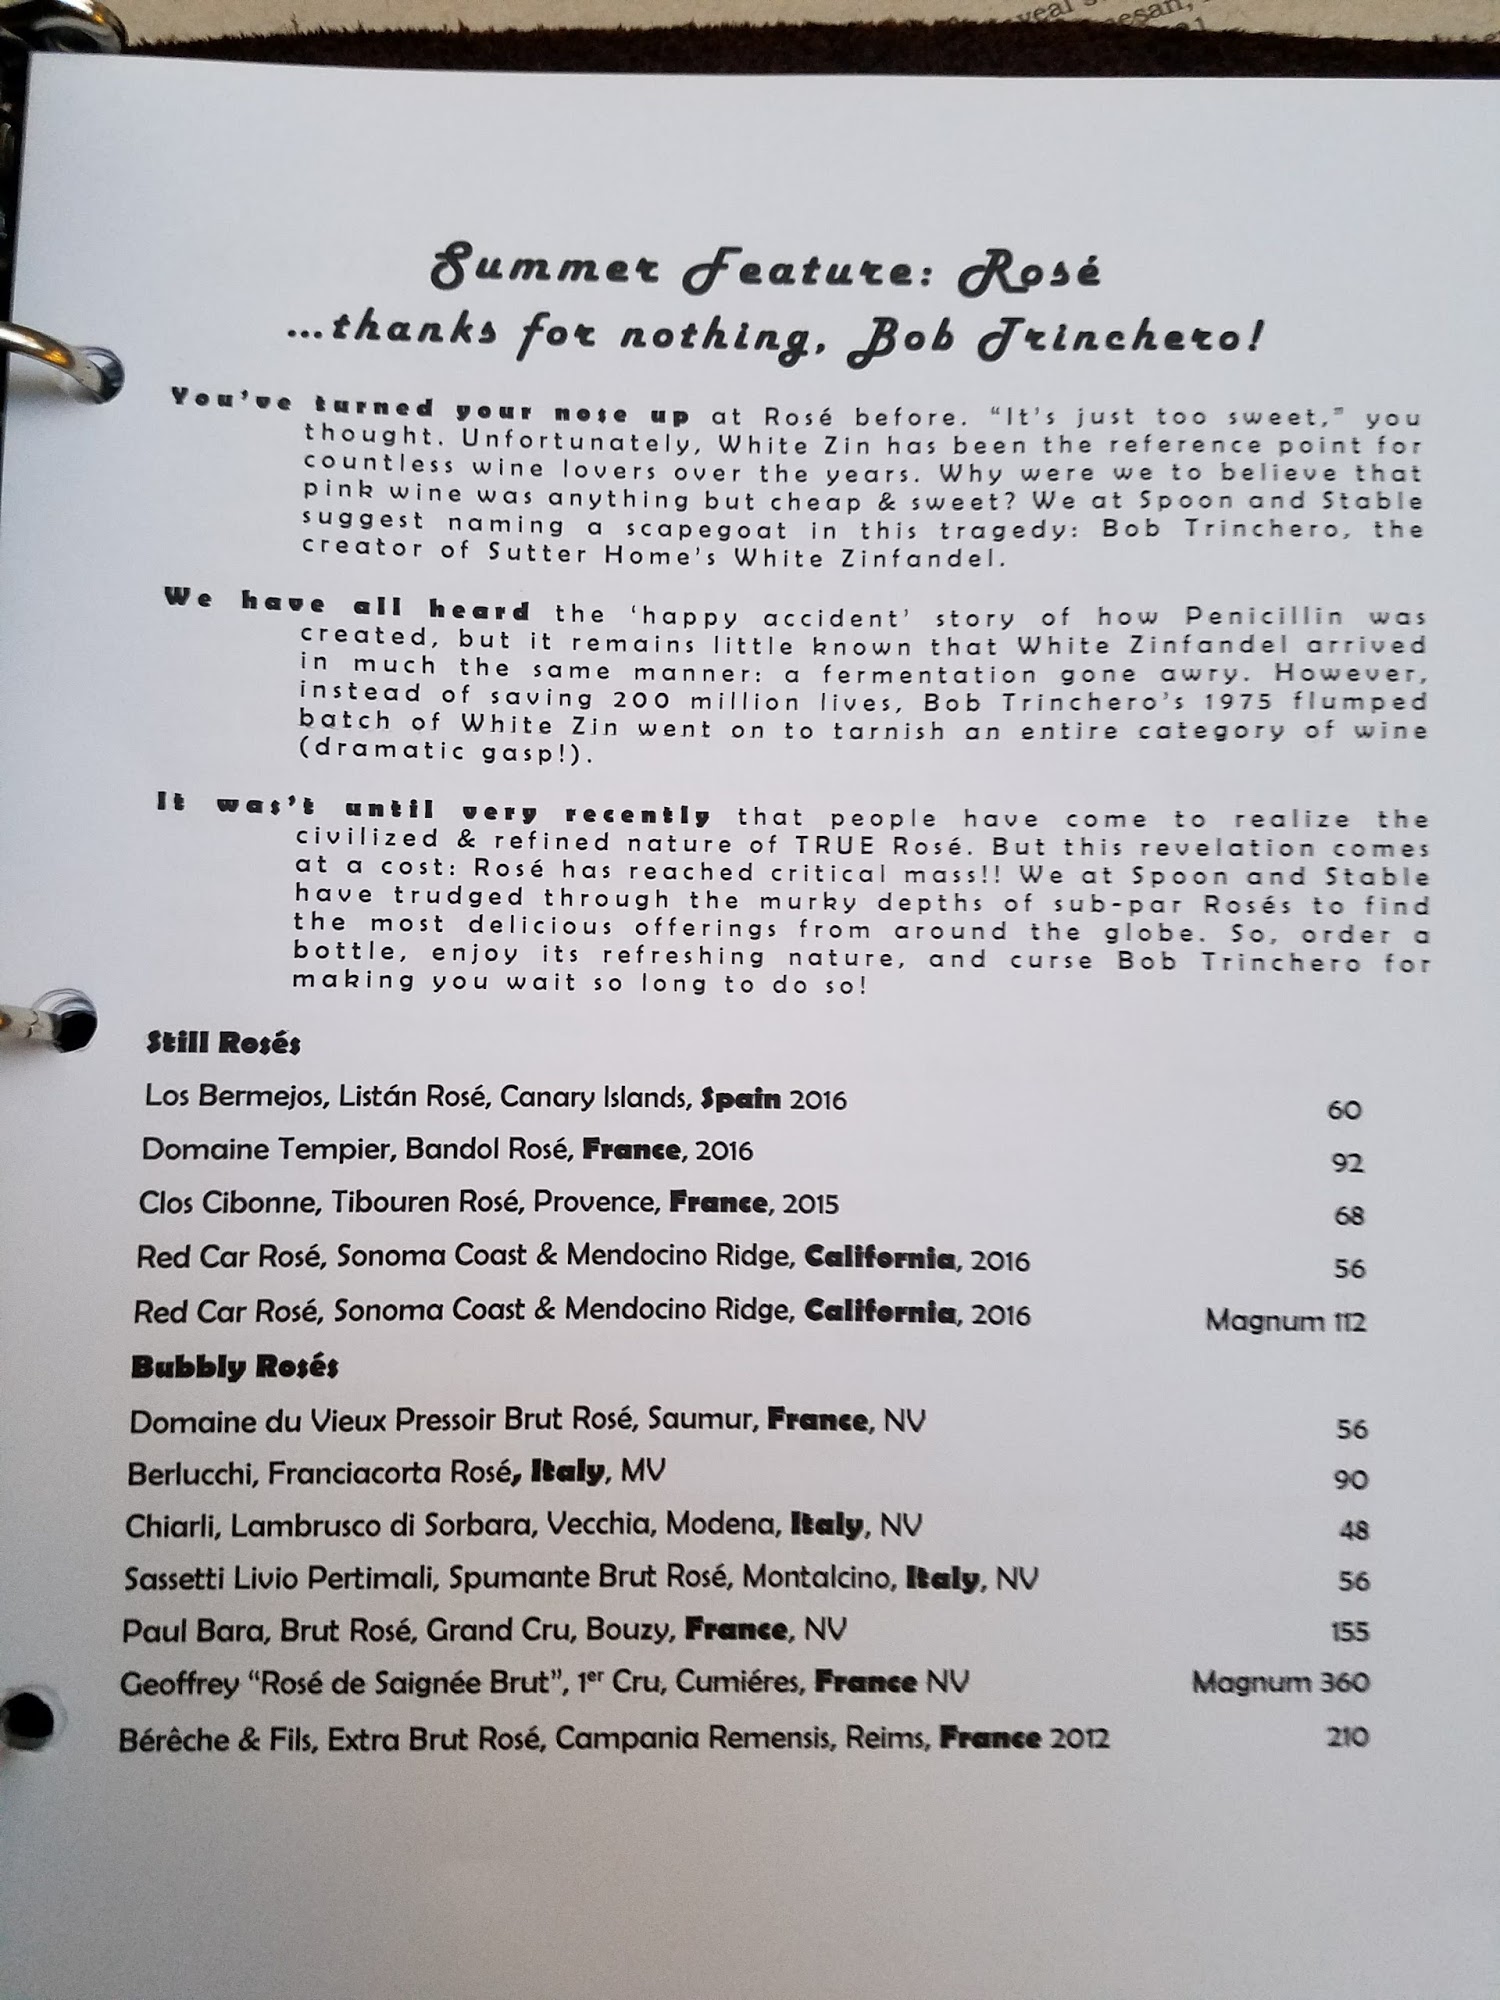 veal
esan,
Summer Feature: Rosé
...thanks for nothing, Bob Trinchero!
You've turned your nose up at Rosé before. "It's just too sweet," you
thought. Unfortunately, White Zin has been the reference point for
countless wine lovers over the years. Why were we to believe that
pink wine was anything but cheap & sweet? We at Spoon and Stable
suggest naming a scapegoat in this tragedy: Bob Trinchero, the
creator of Sutter Home's White Zinfandel.
We have all heard the 'happy accident' story of how Penicillin was
created, but it remains little known that White Zinfandel arrived
in much the same manner: a fermentation gone awry. However,
instead of saving 200 million lives, Bob Trinchero's 1975 flumped
batch of White Zin went on to tarnish an entire category of wine
(dramatic gasp!).
It was't until very recently that people have come to realize the
civilized & refined nature of TRUE Rosé. But this revelation comes
at a cost: Rosé has reached critical mass!! We at Spoon and Stable
have trudged through the murky depths of sub-par Rosés to find
the most delicious offerings from around the globe. So, order a
bottle, enjoy its refreshing nature, and curse Bob Trinchero for
making you wait so long to do so!
Still Rosés
Los Bermejos, Listán Rosé, Canary Islands, Spain 2016 60
Domaine Tempier, Bandol Rosé, France, 2016 92
Clos Cibonne, Tibouren Rosé, Provence, France, 2015 68
Red Car Rosé, Sonoma Coast & Mendocino Ridge, California, 2016 56
Red Car Rosé, Sonoma Coast & Mendocino Ridge, California, 2016 Magnum 112
Bubbly Rosés
Domaine du Vieux Pressoir Brut Rosé, Saumur, France, NV 56
Berlucchi, Franciacorta Rosé, Italy, MV 90
Chiarli, Lambrusco di Sorbara, Vecchia, Modena, Italy, NV 48
Sassetti Livio Pertimali, Spumante Brut Rosé, Montalcino, Italy, NV 56
Paul Bara, Brut Rosé, Grand Cru, Bouzy, France, NV 155
Geoffrey "Rosé de Saignée Brut", 1er Cru, Cumiéres, France NV Magnum 360
Bérêche & Fils, Extra Brut Rosé, Campania Remensis, Reims, France 2012 210